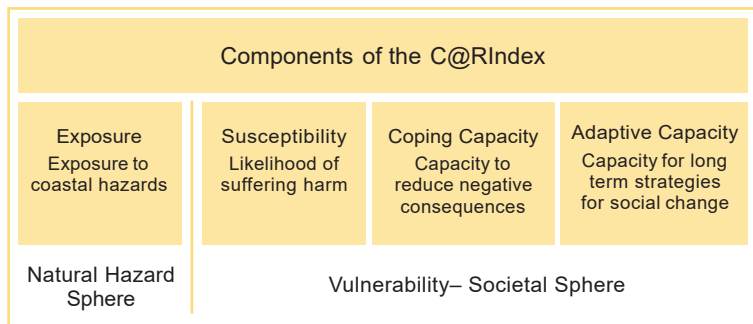 Components of the C@RIndex
Exposure
Exposure to
coastal hazards
Susceptibility
Likelihood of
suffering harm
Coping Capacity
Capacity to
reduce negative
consequences
Adaptive Capacity
Capacity for long
term strategies
for social change
Natural Hazard
Sphere
Vulnerability– Societal Sphere